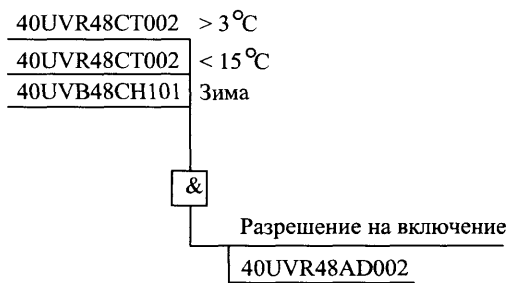 40UVR48CT002 > 3°C
40UVR48CT002 < 15°C
40UVB48CH101 Зима
&
Разрешение на включение
40UVR48AD002